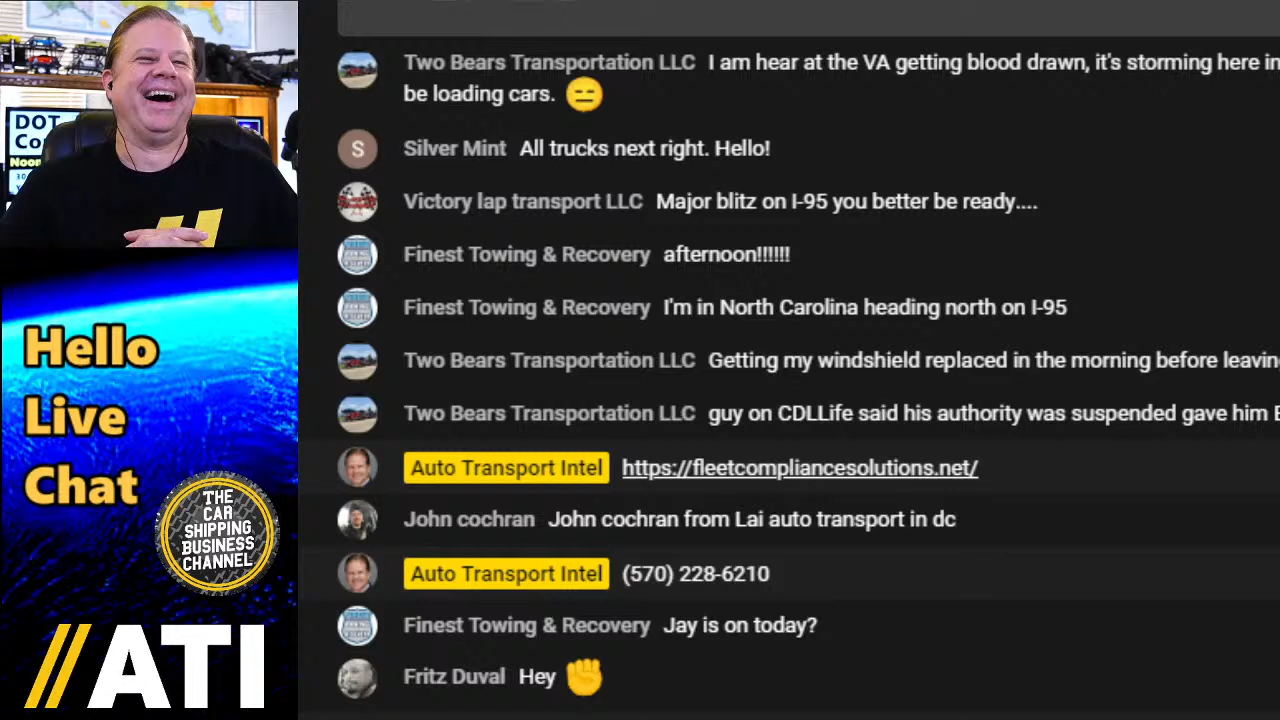 DOT
Noon
Hello
Live
Chat
THE
CAR
SHIPPING
BUSINESS
CHANNEL
//ATI
Two Bears Transportation LLC I am hear at the VA getting blood drawn, it's storming here in
be loading cars. 😑
S Silver Mint All trucks next right. Hello!
Victory lap transport LLC Major blitz on I-95 you better be ready....
Finest Towing & Recovery afternoon!!!!!!
Finest Towing & Recovery I'm in North Carolina heading north on I-95
Two Bears Transportation LLC Getting my windshield replaced in the morning before
Two Bears Transportation LLC guy on CDLLife said his authority was suspended gave him
Auto Transport Intel https://fleetcompliancesolutions.net/
John cochran John cochran from Lai auto transport in dc
Auto Transport Intel (570) 228-6210
Finest Towing & Recovery Jay is on today?
Fritz Duval Hey ✊